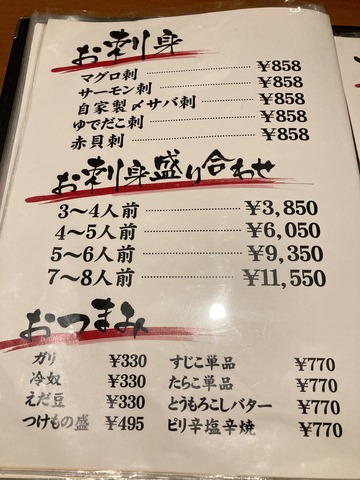 お刺身
マグロ刺 ¥858
サーモン刺 ¥858
自家製〆サバ刺 ¥858
ゆでだこ刺 ¥858
赤貝刺 ¥858
お刺身盛り合わせ
3〜4人前 ¥3,850
4〜5人前 ¥6,050
5〜6人前 ¥9,350
7〜8人前 ¥11,550
おつまみ
ガリ ¥330
冷奴 ¥330
えだ豆 ¥330
つけもの盛 ¥495
すじこ単品 ¥770
たらこ単品 ¥770
とうもろこしバター ¥770
ピリ辛塩辛焼 ¥770